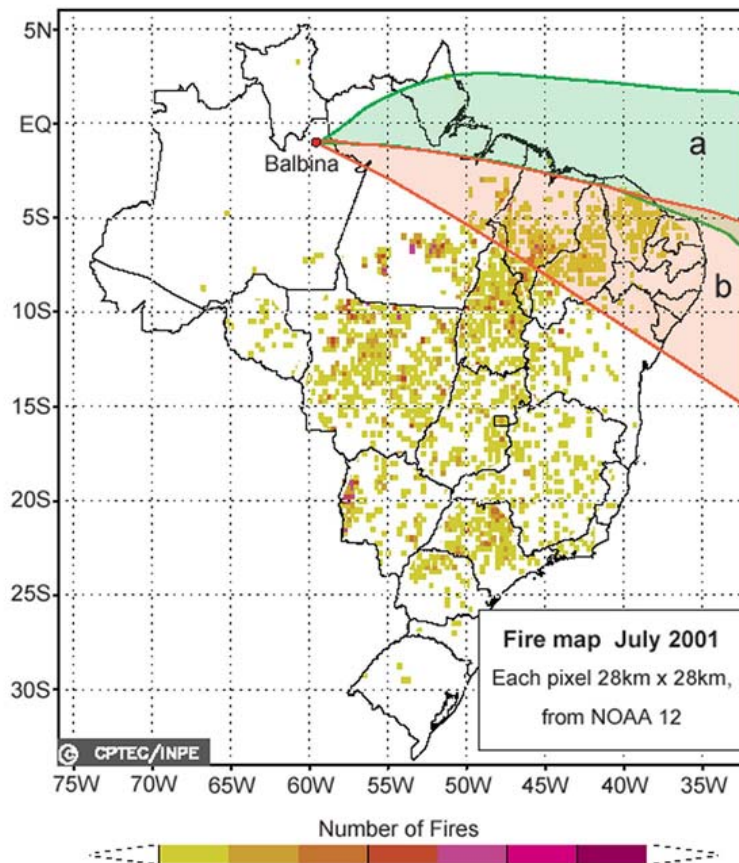 5N
EQ
5S
10S
15S
20S
25S
30S
Balbina
a
b
Fire map July 2001
Each pixel 28km x 28km,
from NOAA 12
© CPTEC/INPE
75W 70W 65W 60W 55W 50W 45W 40W 35W
Number of Fires